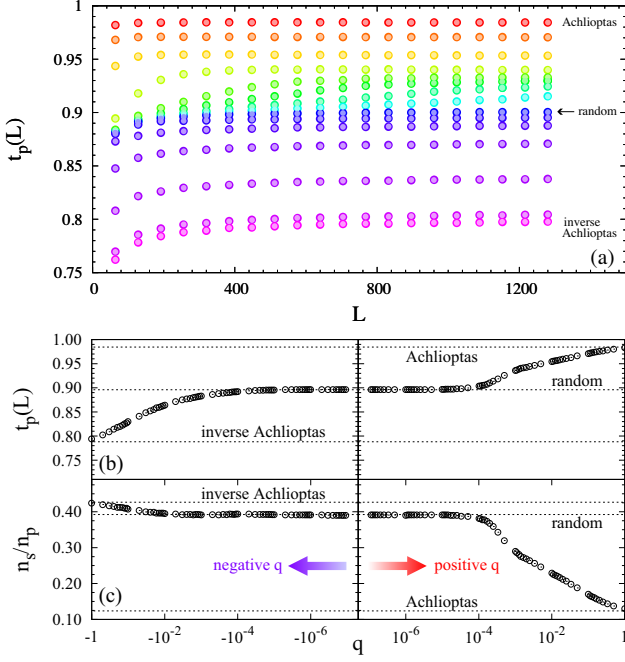 1
0.95
0.9
0.85
0.8
0.75
t_p(L)
Achlioptas
random
inverse
Achlioptas
(a)
0 400 800 1200
L
1.00
0.95
0.90
0.85
0.80
0.75
t_p(L)
inverse Achlioptas
(b)
Achlioptas
random
0.40
0.30
0.20
0.10
n_s/n_p
inverse Achlioptas
negative q
(c)
random
positive q
Achlioptas
-1 -10^-2 -10^-4 -10^-6 10^-6 10^-4 10^-2 1
q